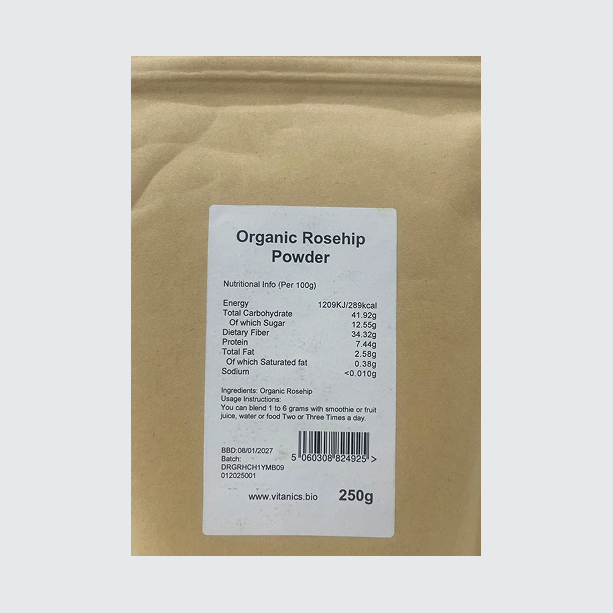 Organic Rosehip
Powder
Nutritional Info (Per 100g)
Energy 1209KJ/289kcal
Total Carbohydrate 41.92g
Of which Sugar 12.55g
Dietary Fiber 34.32g
Protein 7.44g
Total Fat 2.58g
Of which Saturated fat 0.38g
Sodium <0.010g
Ingredients: Organic Rosehip
Usage Instructions:
You can blend 1 to 6 grams with smoothie or fruit
juice, water or food Two or Three Times a day.
BBD:08/01/2027
Batch:
DRGRHCH1YMB09
012025001
5 060308 824925 >
www.vitanics.bio 250g